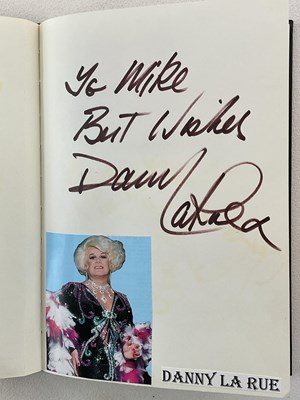 To Mike
Best Wishes
Danny
La Rue
DANNY LA RUE